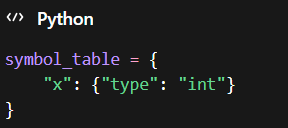 </> Python
symbol_table = {
    "x": {"type": "int"}
}